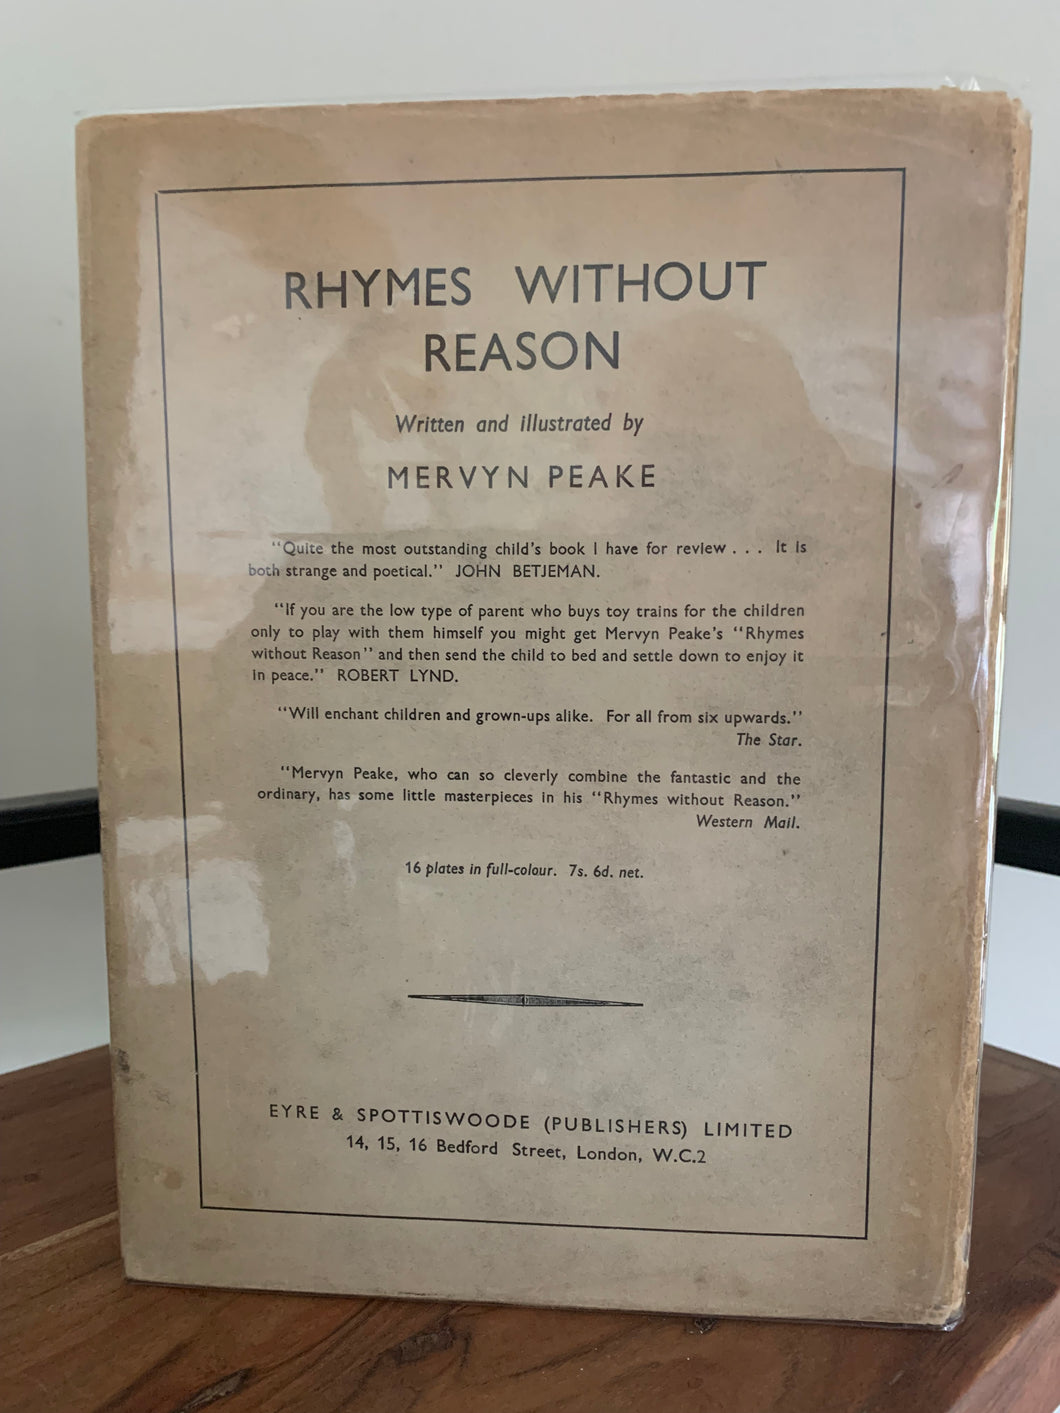 RHYMES WITHOUT
REASON
Written and illustrated by
MERVYN PEAKE
“Quite the most outstanding child’s book I have for review . . . It is
both strange and poetical.” JOHN BETJEMAN.
“If you are the low type of parent who buys toy trains for the children
only to play with them himself you might get Mervyn Peake’s “Rhymes
without Reason” and then send the child to bed and settle down to enjoy it
in peace.” ROBERT LYND.
“Will enchant children and grown-ups alike. For all from six upwards.”
The Star.
“Mervyn Peake, who can so cleverly combine the fantastic and the
ordinary, has some little masterpieces in his “Rhymes without Reason.”
Western Mail.
16 plates in full-colour. 7s. 6d. net.
EYRE & SPOTTISWOODE (PUBLISHERS) LIMITED
14, 15, 16 Bedford Street, London, W.C.2